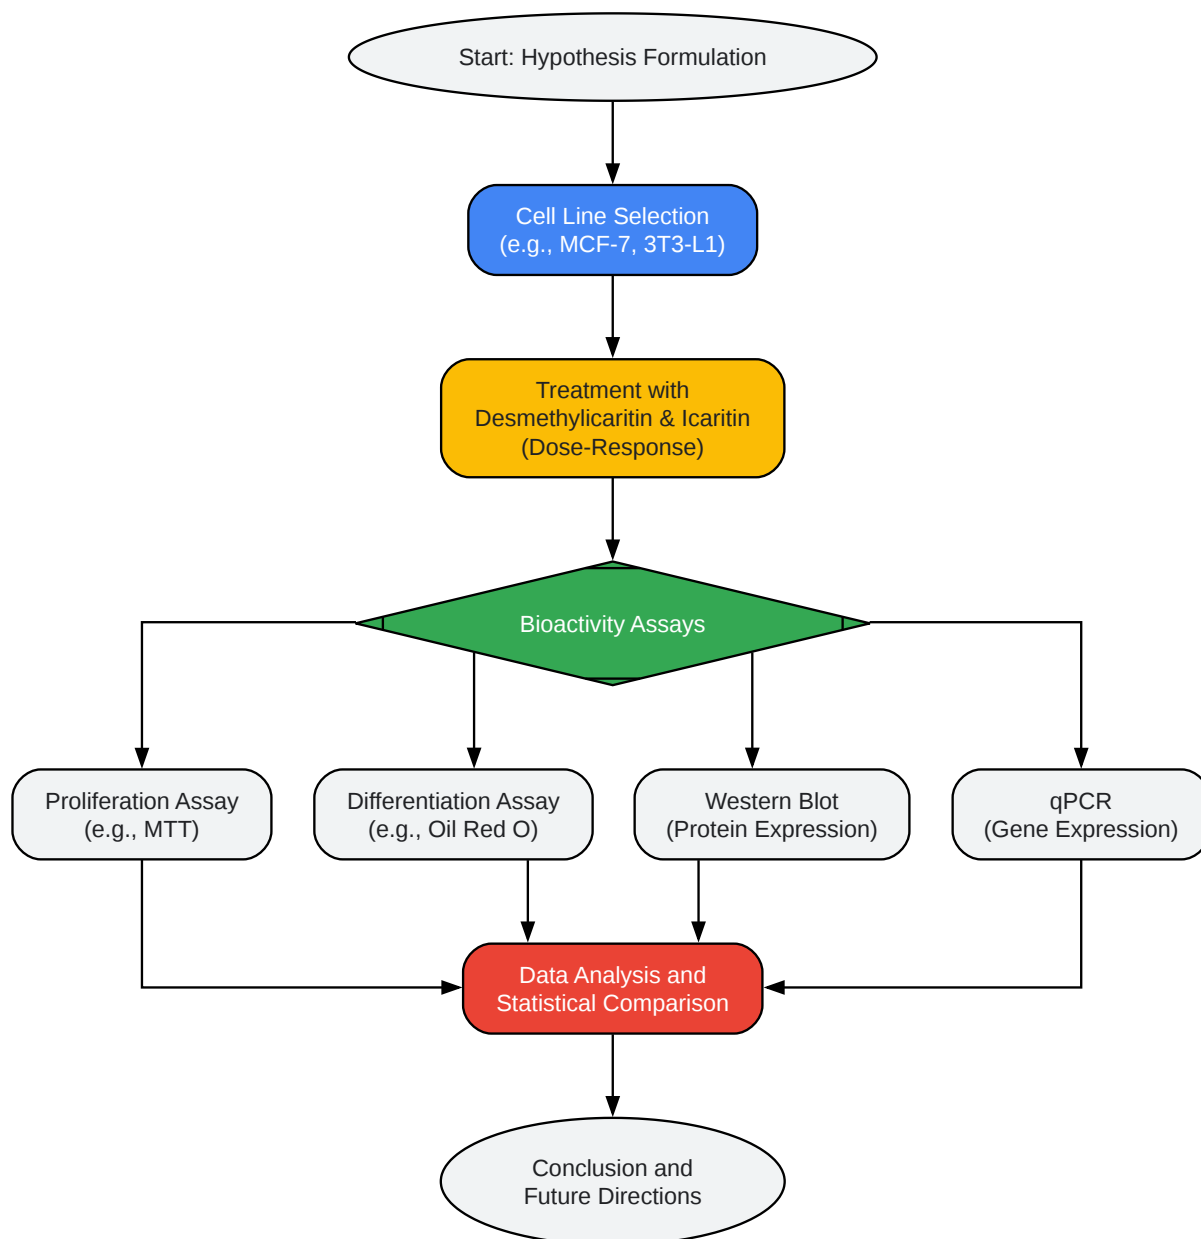 Start: Hypothesis Formulation
Cell Line Selection
(e.g., MCF-7, 3T3-L1)
Treatment with
Desmethylicaritin & Icaritin
(Dose-Response)
Bioactivity Assays
Proliferation Assay
(e.g., MTT)
Differentiation Assay
(e.g., Oil Red O)
Western Blot
(Protein Expression)
qPCR
(Gene Expression)
Data Analysis and
Statistical Comparison
Conclusion and
Future Directions